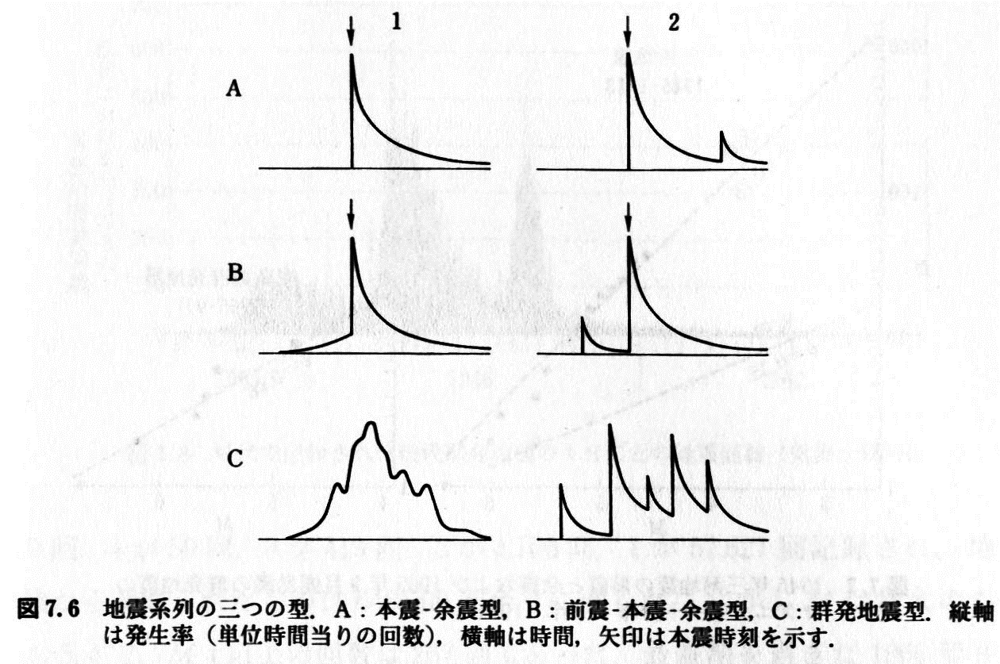 1 2
A
B
C
図7.6 地震系列の三つの型.A:本震-余震型,B:前震-本震-余震型,C:群発地震型.縦軸
は発生率(単位時間当りの回数),横軸は時間,矢印は本震時刻を示す.